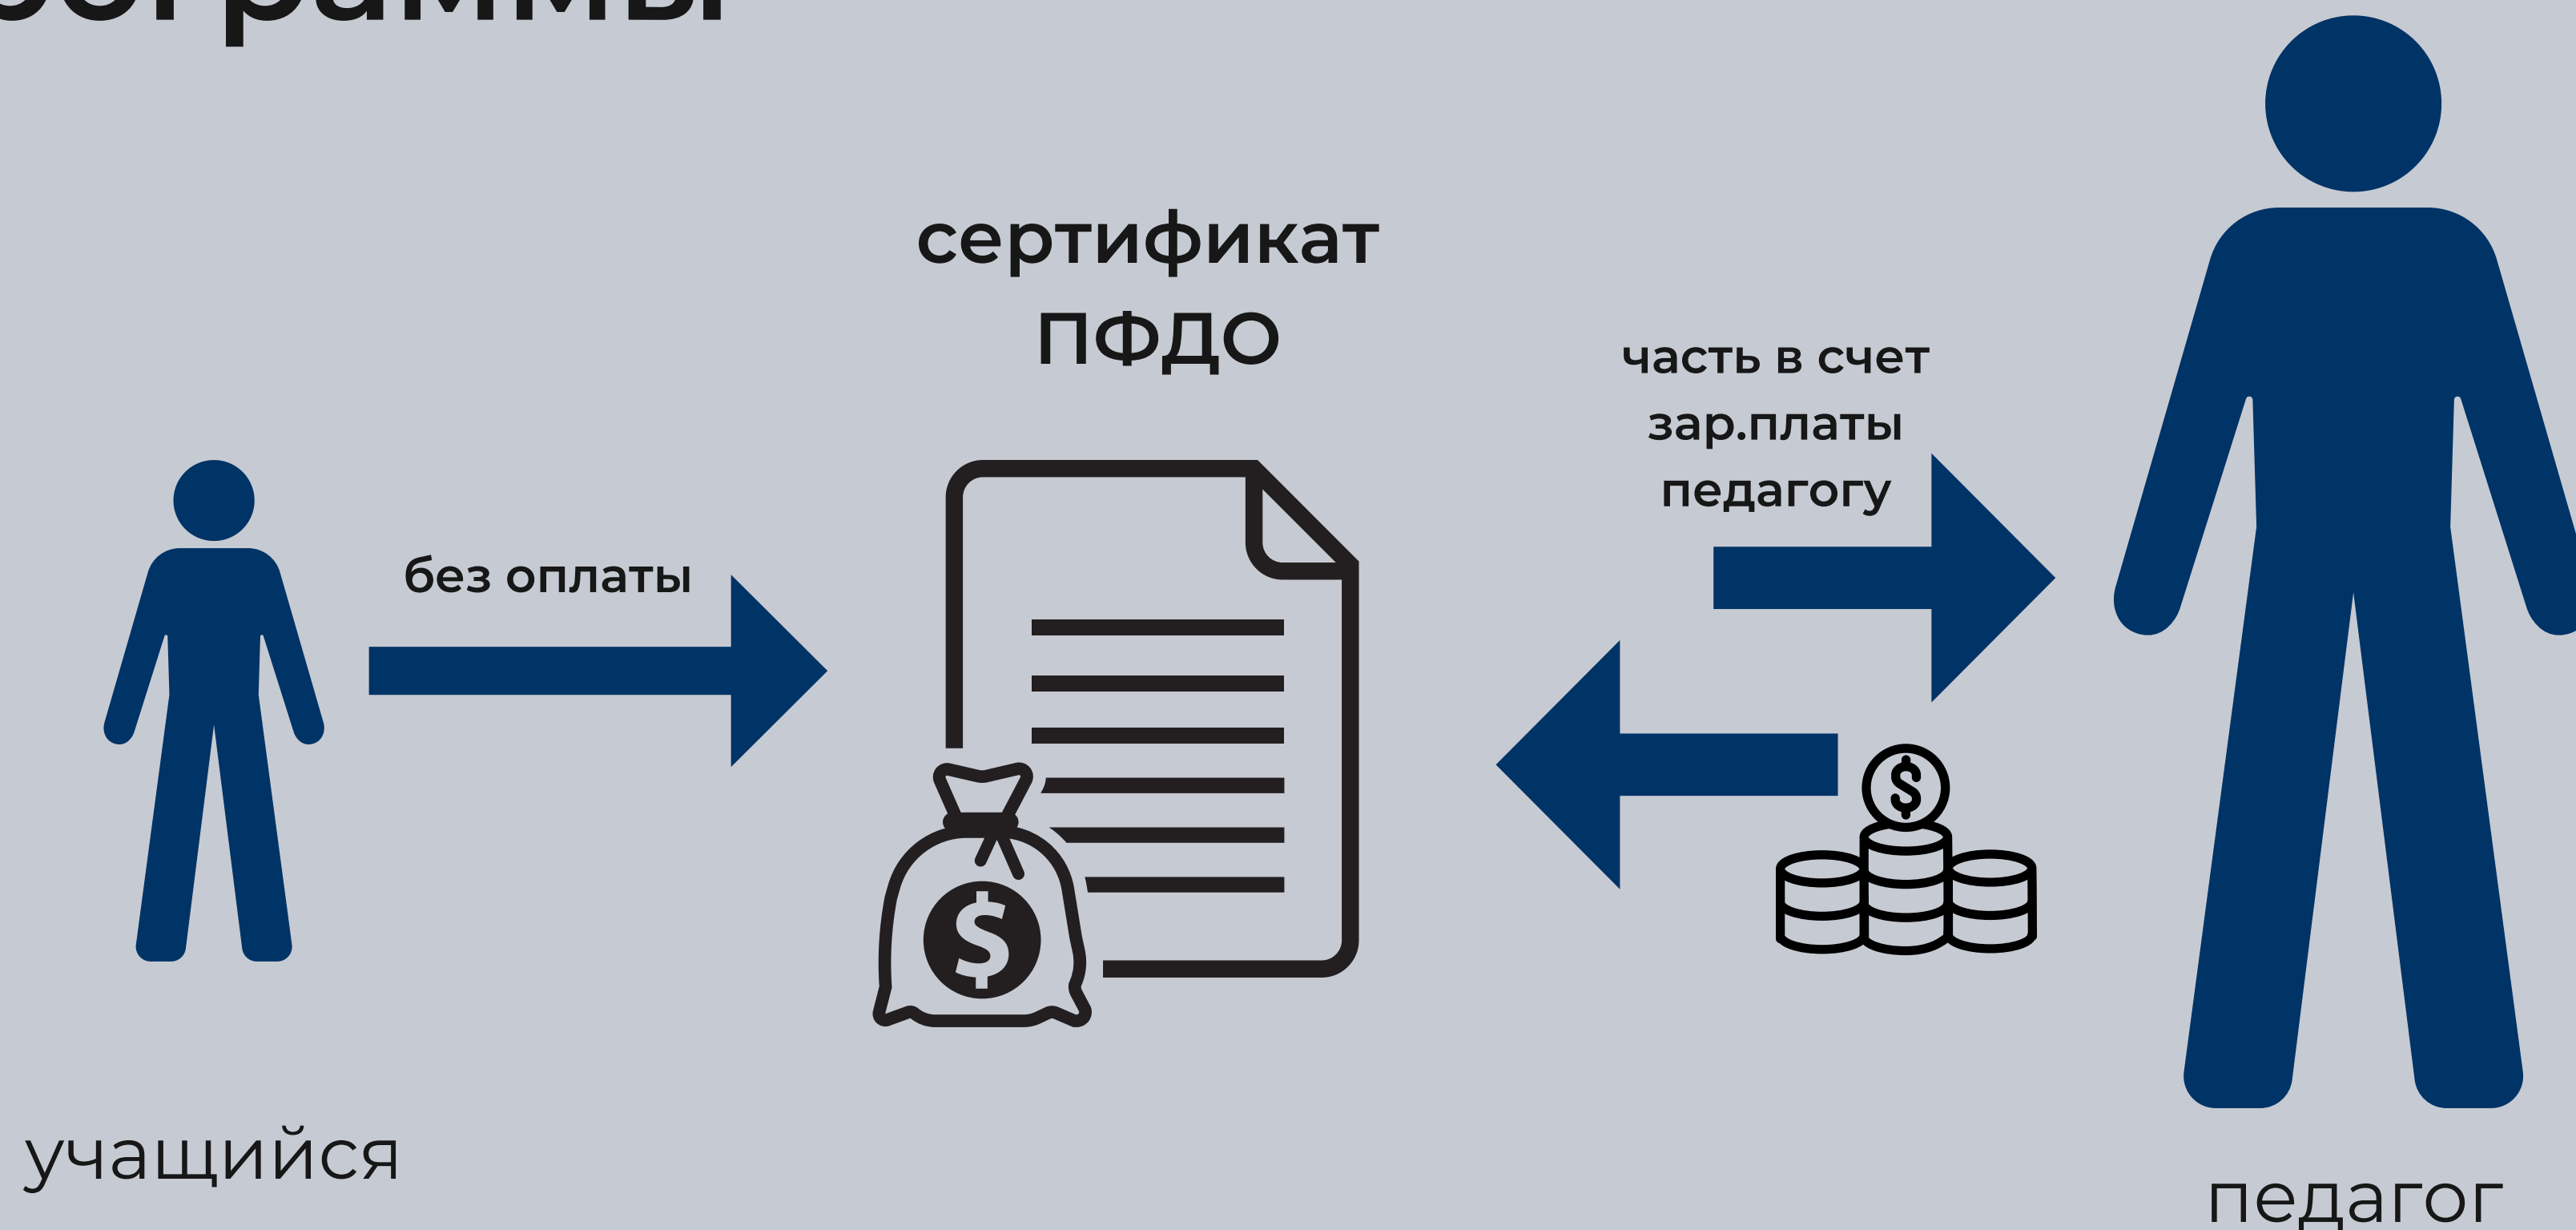 сертификат
ПФДО
часть в счет
зар.платы
педагогу
без оплаты
учащийся
педагог